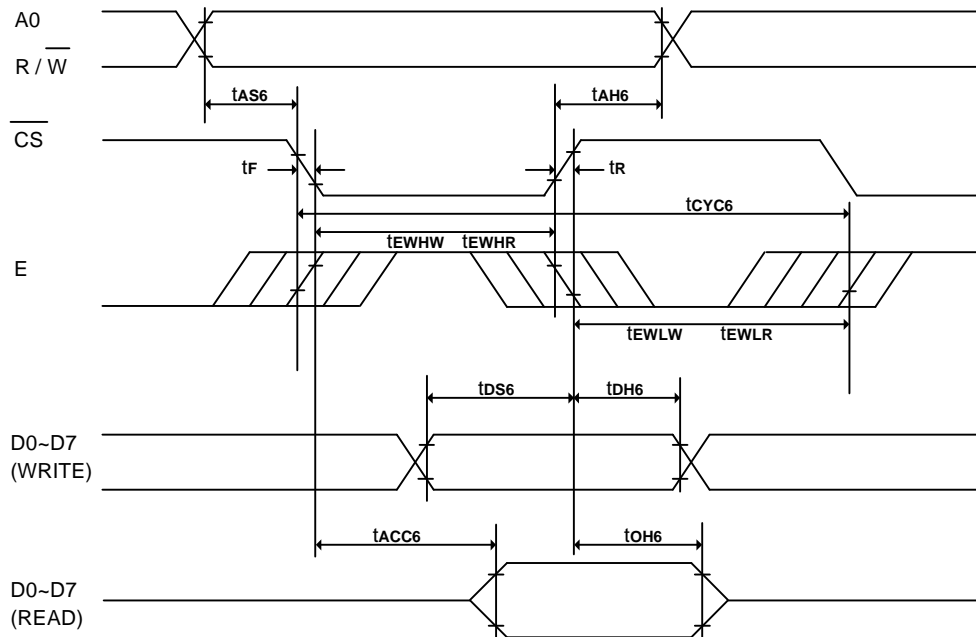 A0
R / W
tAS6 tAH6
CS
tF tR
tCYC6
tEWHW tEWHR
E
tEWLW tEWLR
tDS6 tDH6
D0~D7
(WRITE)
tACC6 tOH6
D0~D7
(READ)